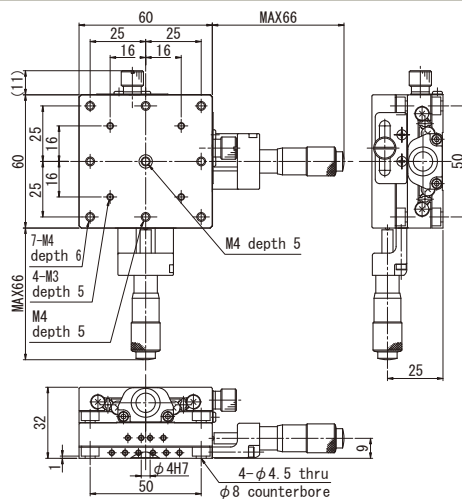 60
MAX66
25
25
16
16
(11)
60
25
16
16
25
50
M4 depth 5
7-M4
depth 6
4-M3
depth 5
M4
depth 5
MAX66
25
32
1
φ4H7
50
9
4-φ4.5 thru
φ8 counterbore